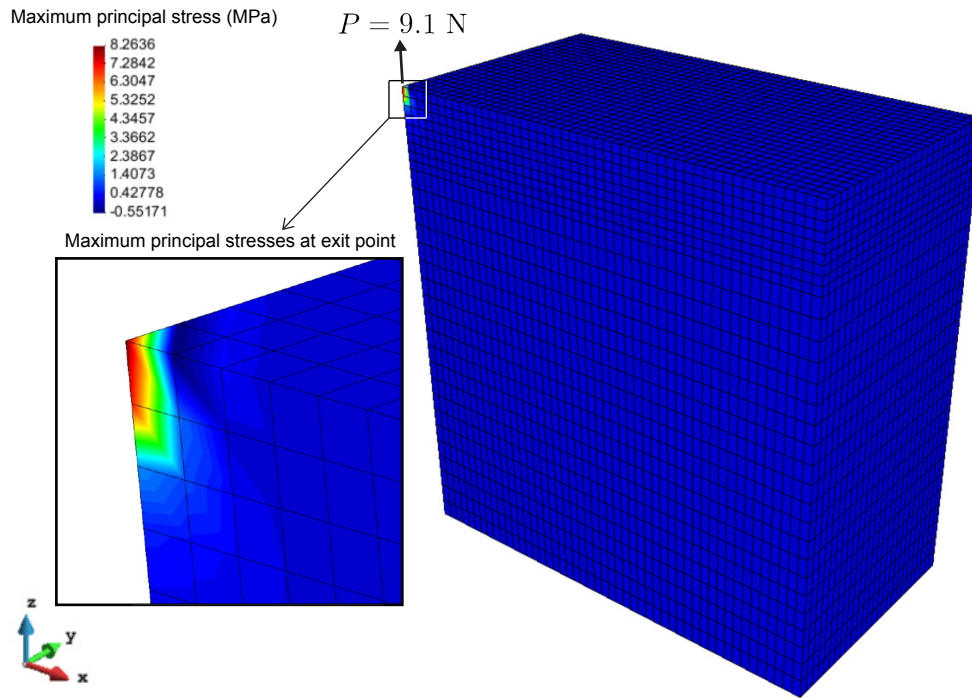 Maximum principal stress (MPa)
P = 9.1 N
8.2636
7.2842
6.3047
5.3252
4.3457
3.3662
2.3867
1.4073
0.42778
-0.55171
Maximum principal stresses at exit point
z
y
x